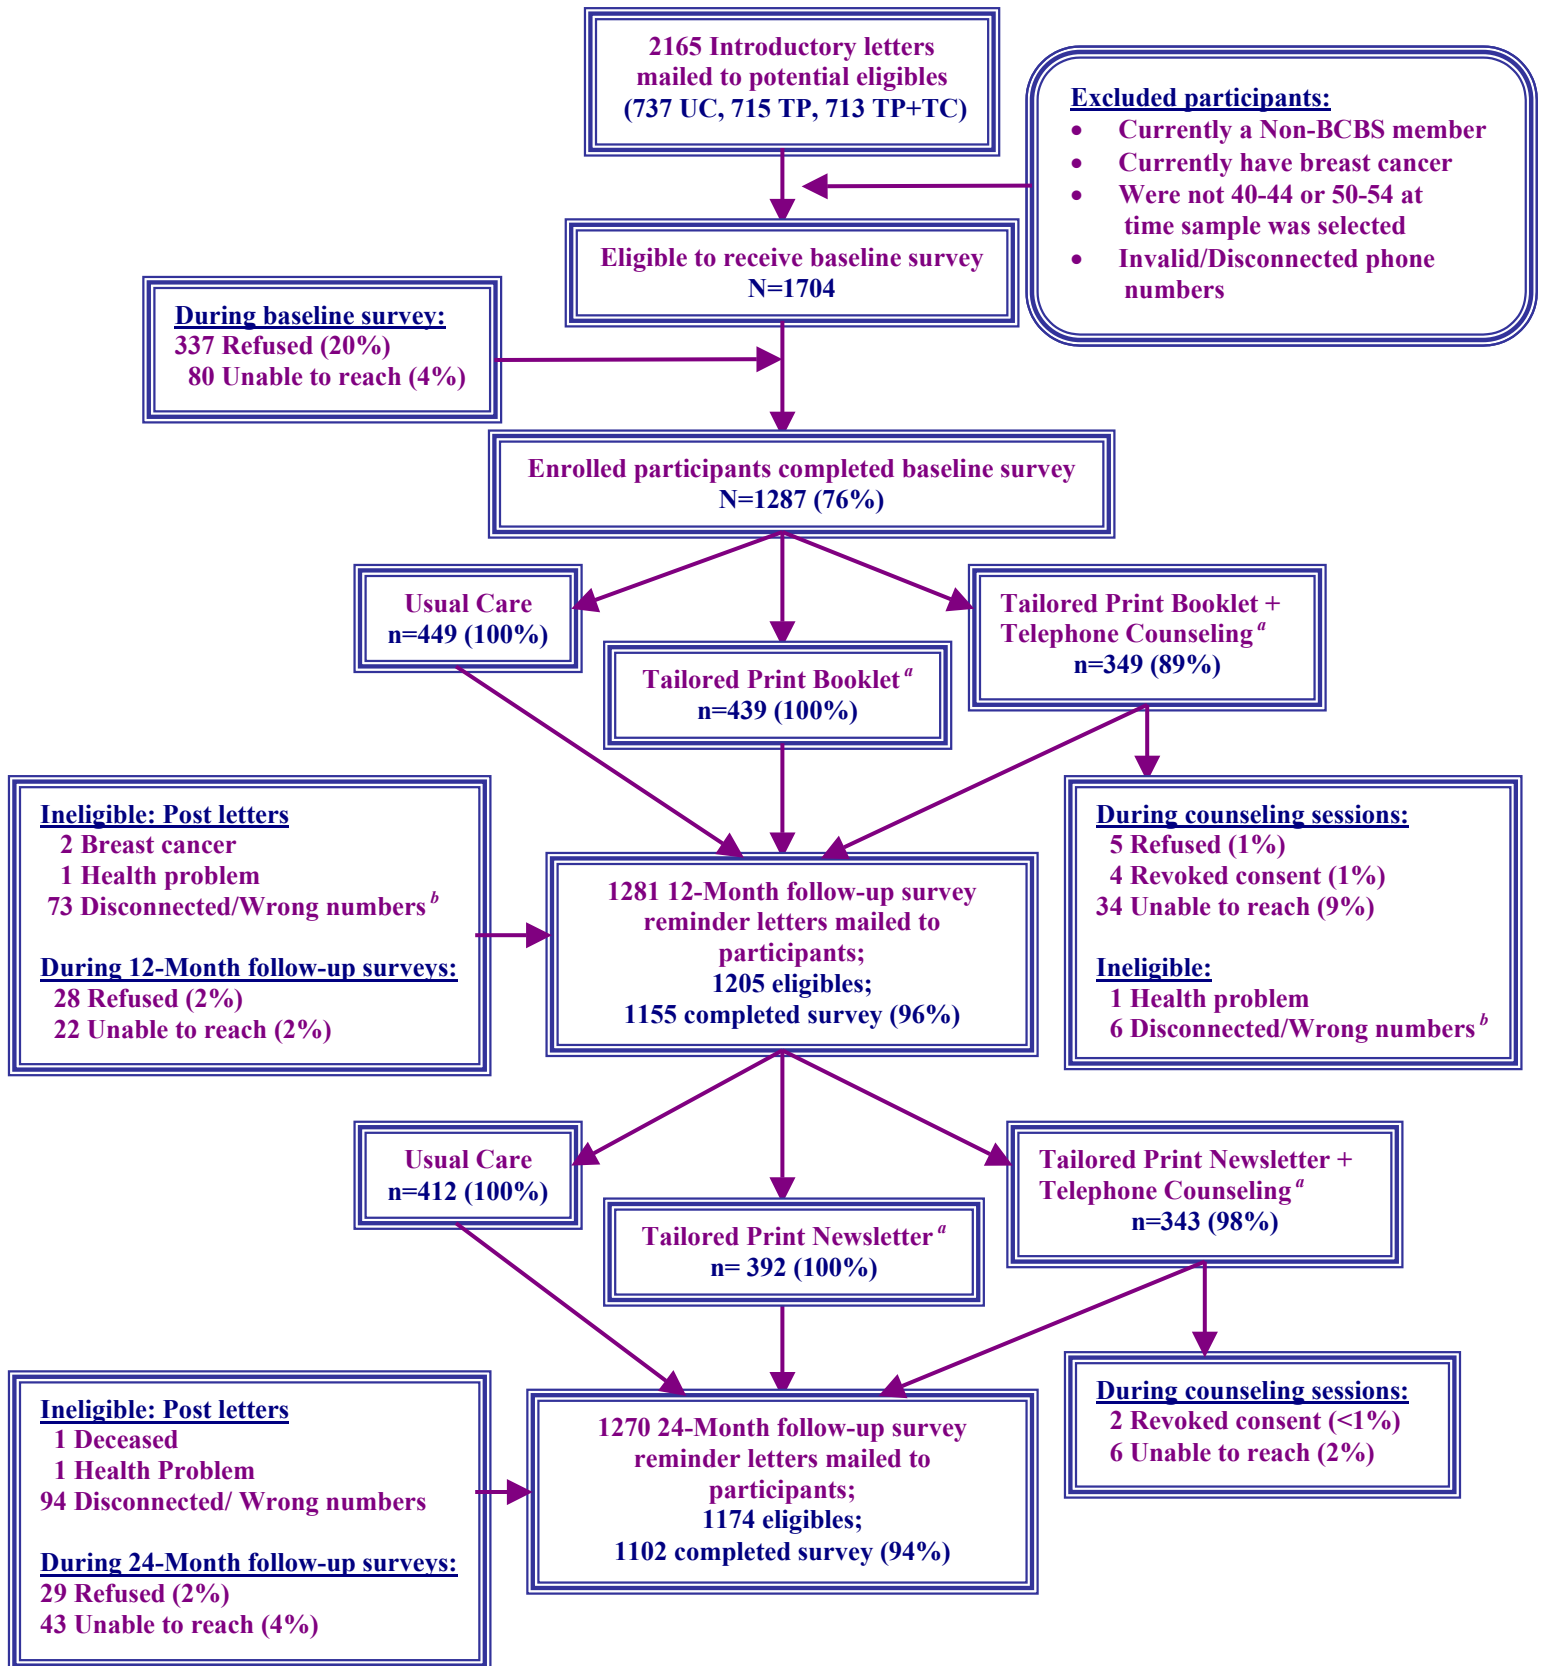 2165 Introductory letters
mailed to potential eligibles
(737 UC, 715 TP, 713 TP+TC)
Excluded participants:
• Currently a Non-BCBS member
• Currently have breast cancer
• Were not 40-44 or 50-54 at
time sample was selected
• Invalid/Disconnected phone
numbers
Eligible to receive baseline survey
N=1704
During baseline survey:
337 Refused (20%)
80 Unable to reach (4%)
Enrolled participants completed baseline survey
N=1287 (76%)
Usual Care
n=449 (100%)
Tailored Print Booklet a
n=439 (100%)
Tailored Print Booklet +
Telephone Counseling a
n=349 (89%)
Ineligible: Post letters
2 Breast cancer
1 Health problem
73 Disconnected/Wrong numbers b
During 12-Month follow-up surveys:
28 Refused (2%)
22 Unable to reach (2%)
1281 12-Month follow-up survey
reminder letters mailed to
participants;
1205 eligibles;
1155 completed survey (96%)
During counseling sessions:
5 Refused (1%)
4 Revoked consent (1%)
34 Unable to reach (9%)
Ineligible:
1 Health problem
6 Disconnected/Wrong numbers b
Usual Care
n=412 (100%)
Tailored Print Newsletter a
n= 392 (100%)
Tailored Print Newsletter +
Telephone Counseling a
n=343 (98%)
Ineligible: Post letters
1 Deceased
1 Health Problem
94 Disconnected/ Wrong numbers
During 24-Month follow-up surveys:
29 Refused (2%)
43 Unable to reach (4%)
1270 24-Month follow-up survey
reminder letters mailed to
participants;
1174 eligibles;
1102 completed survey (94%)
During counseling sessions:
2 Revoked consent (<1%)
6 Unable to reach (2%)